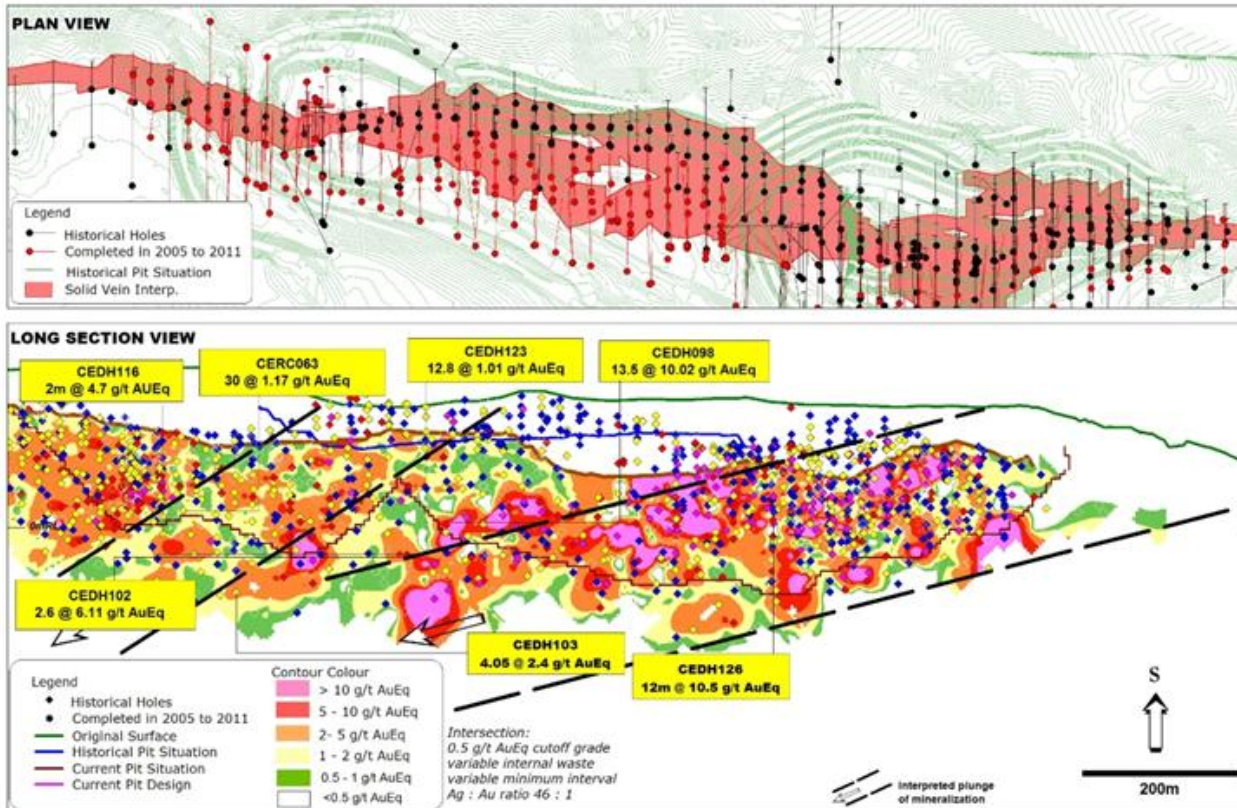 PLAN VIEW
Legend
Historical Holes
Completed in 2005 to 2011
Historical Pit Situation
Solid Vein Interp.
LONG SECTION VIEW
CEDH116
2m @ 4.7 g/t AUEq
CERC063
30 @ 1.17 g/t AuEq
CEDH123
12.8 @ 1.01 g/t AuEq
CEDH098
13.5 @ 10.02 g/t AuEq
CEDH102
2.6 @ 6.11 g/t AuEq
CEDH103
4.05 @ 2.4 g/t AuEq
CEDH126
12m @ 10.5 g/t AuEq
Legend
Historical Holes
Completed in 2005 to 2011
Original Surface
Historical Pit Situation
Current Pit Situation
Current Pit Design
Contour Colour
> 10 g/t AuEq
5 - 10 g/t AuEq
2- 5 g/t AuEq
1 - 2 g/t AuEq
0.5 - 1g/t AuEq
<0.5 g/t AuEq
Intersection:
0.5 g/t AuEq cutoff grade
variable internal waste
variable minimum interval
Ag : Au ratio 46 : 1
S
Interpreted plunge
of mineralization
200m